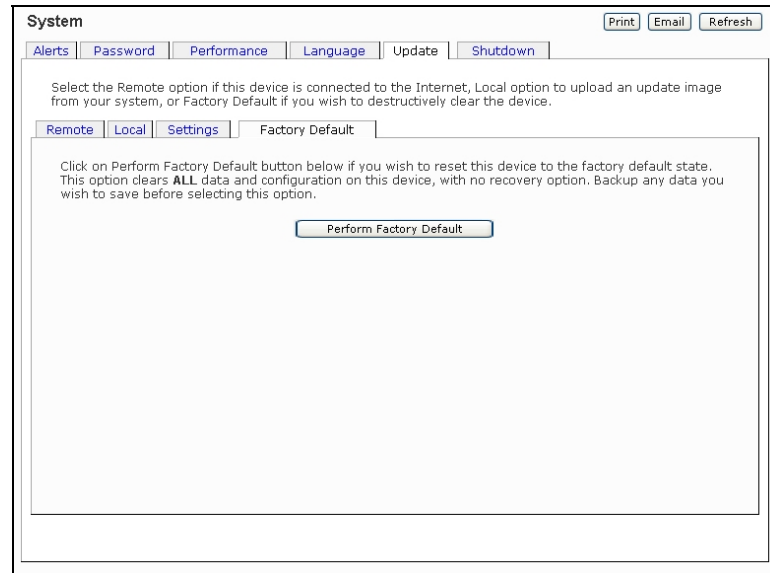 System
Print Email Refresh
Alerts Password Performance Language Update Shutdown
Select the Remote option if this device is connected to the Internet, Local option to upload an update image
from your system, or Factory Default if you wish to destructively clear the device.
Remote Local Settings Factory Default
Click on Perform Factory Default button below if you wish to reset this device to the factory default state.
This option clears ALL data and configuration on this device, with no recovery option. Backup any data you
wish to save before selecting this option.
Perform Factory Default